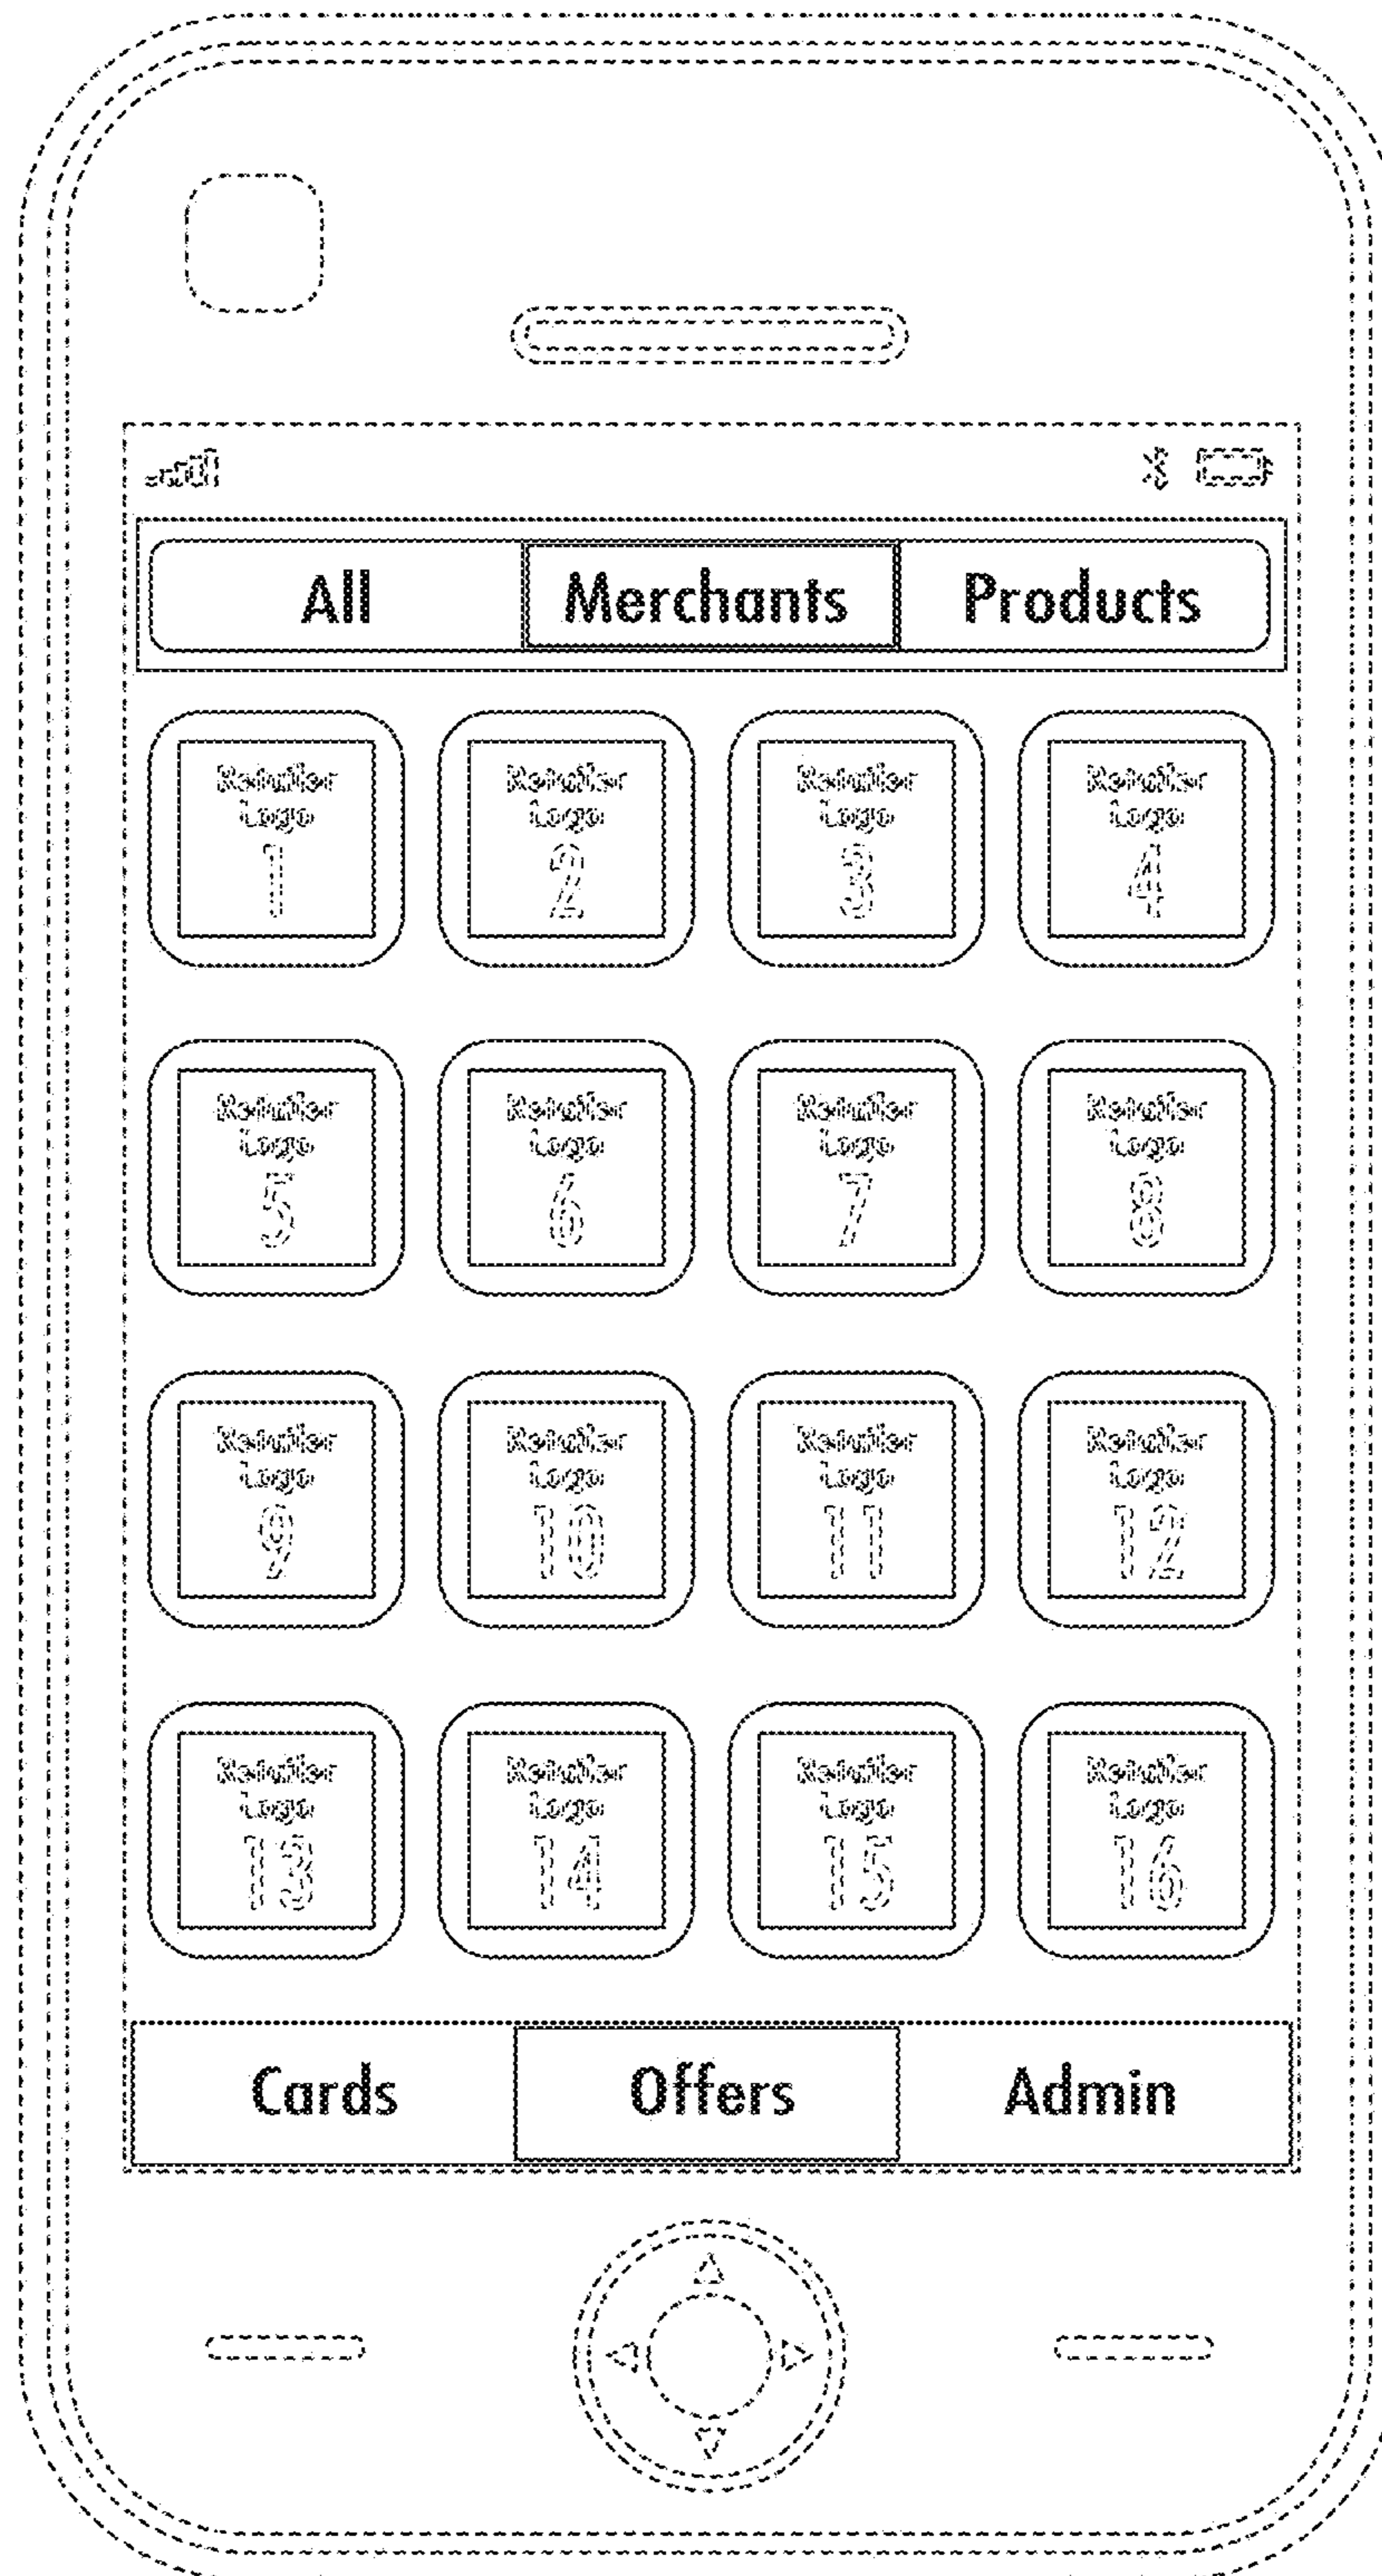 All Merchants Products
Retailer Retailer Retailer Retailer
Logo Logo Logo Logo
1 2 3 4
Retailer Retailer Retailer Retailer
Logo Logo Logo Logo
5 6 7 8
Retailer Retailer Retailer Retailer
Logo Logo Logo Logo
9 10 11 12
Retailer Retailer Retailer Retailer
Logo Logo Logo Logo
13 14 15 16
Cards Offers Admin